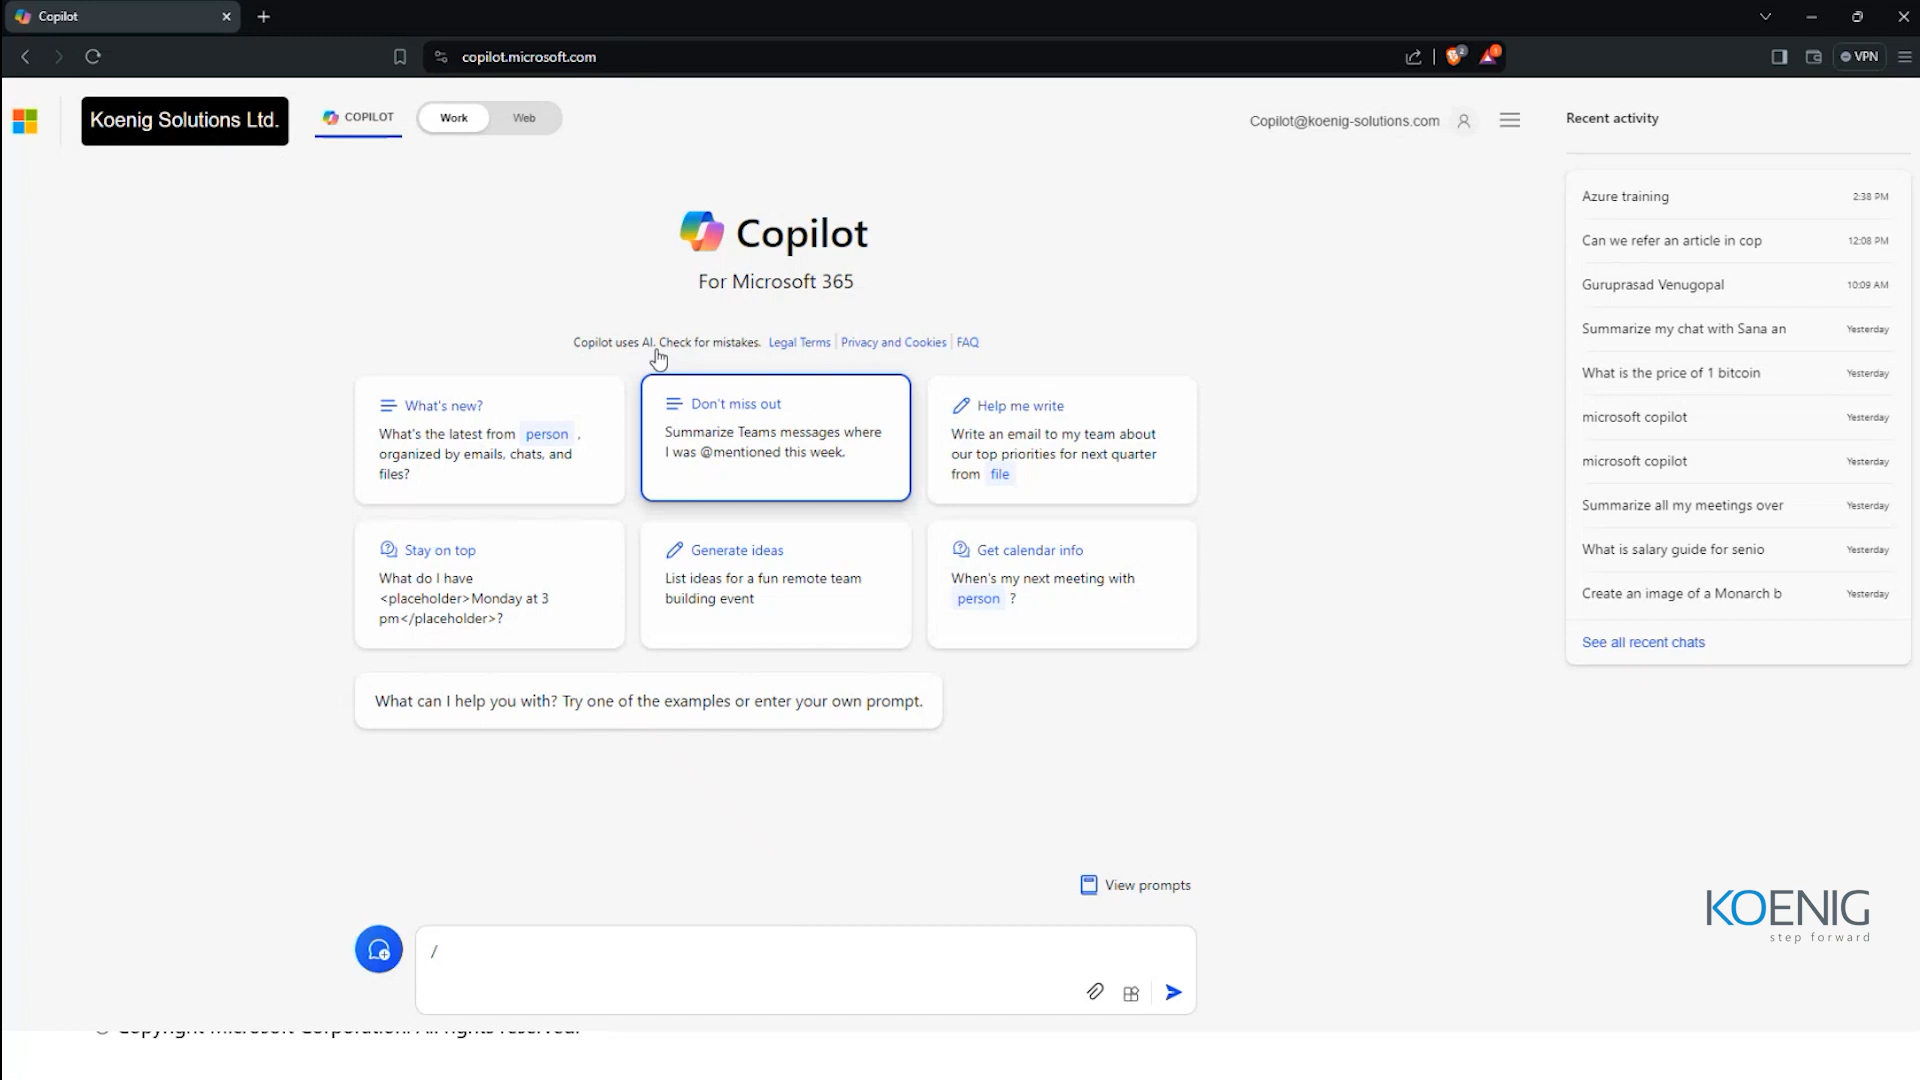 Copilot
copilot.microsoft.com
2
1
VPN
Koenig Solutions Ltd.
COPILOT
Work
Web
Copilot@koenig-solutions.com
Copilot
For Microsoft 365
Copilot uses AI. Check for mistakes. Legal Terms Privacy and Cookies FAQ
What's new?
What's the latest from person ,
organized by emails, chats, and
files?
Don't miss out
Summarize Teams messages where
I was @mentioned this week.
Help me write
Write an email to my team about
our top priorities for next quarter
from file
Stay on top
What do I have
<placeholder>Monday at 3
pm</placeholder>?
Generate ideas
List ideas for a fun remote team
building event
Get calendar info
When's my next meeting with
person ?
What can I help you with? Try one of the examples or enter your own prompt.
View prompts
/
Recent activity
Azure training 2:38 PM
Can we refer an article in cop 12:08 PM
Guruprasad Venugopal 10:09 AM
Summarize my chat with Sana an Yesterday
What is the price of 1 bitcoin Yesterday
microsoft copilot Yesterday
microsoft copilot Yesterday
Summarize all my meetings over Yesterday
What is salary guide for senio Yesterday
Create an image of a Monarch b Yesterday
See all recent chats
KOENIG
step forward
© Copyright Microsoft Corporation. All rights reserved.